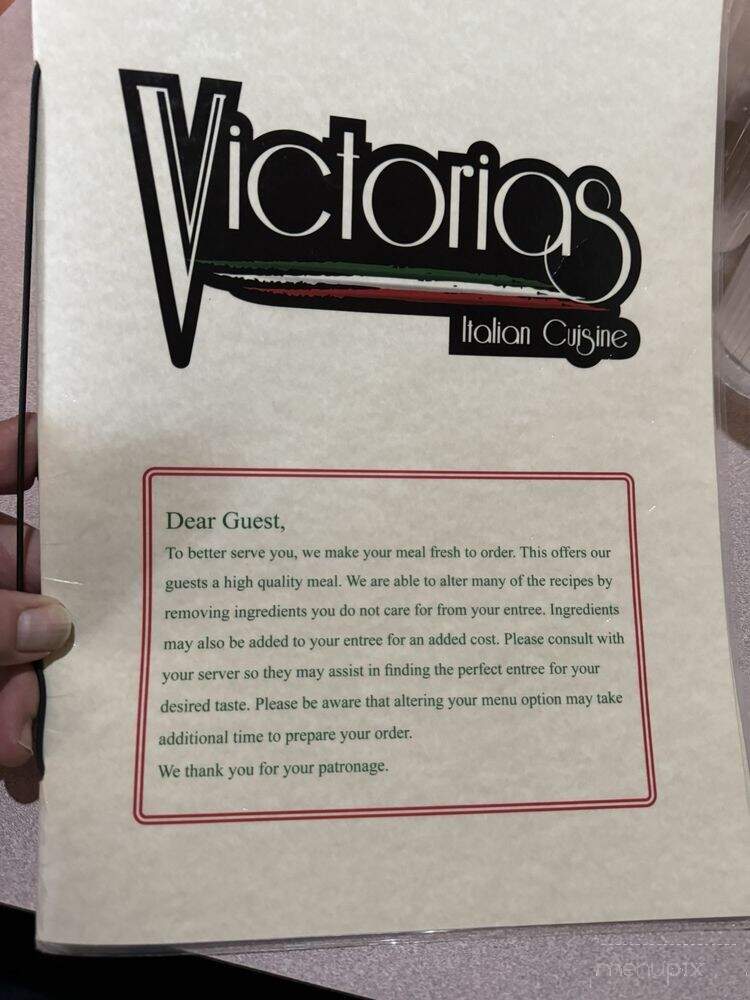 Victorias
Italian Cuisine
Dear Guest,
To better serve you, we make your meal fresh to order. This offers our
guests a high quality meal. We are able to alter many of the recipes by
removing ingredients you do not care for from your entree. Ingredients
may also be added to your entree for an added cost. Please consult with
your server so they may assist in finding the perfect entree for your
desired taste. Please be aware that altering your menu option may take
additional time to prepare your order.
We thank you for your patronage.
menupix